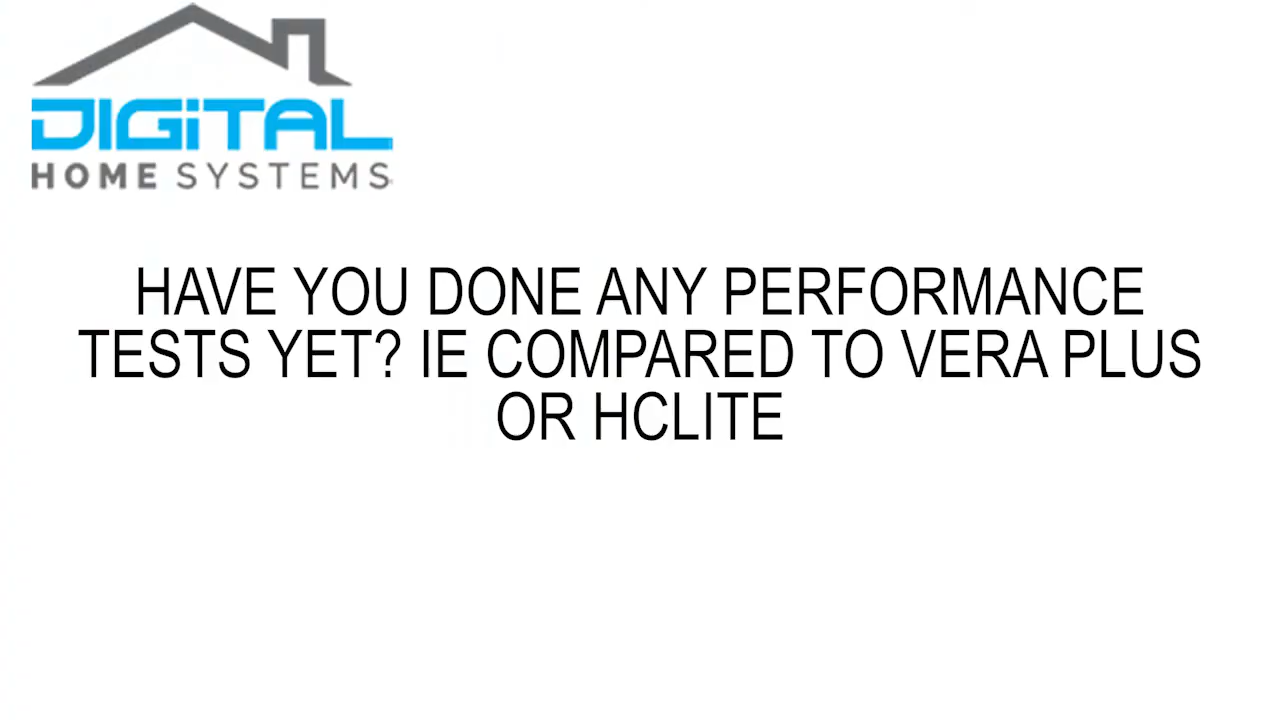 DIGiTAL
HOME SYSTEMS
HAVE YOU DONE ANY PERFORMANCE
TESTS YET? IE COMPARED TO VERA PLUS
OR HCLITE